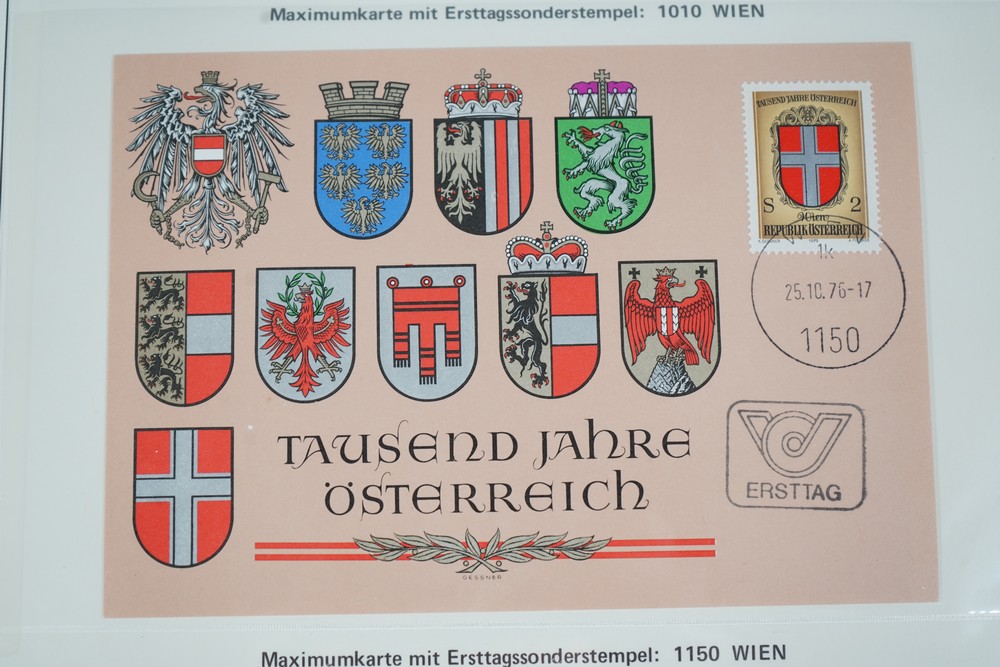 Maximumkarte mit Ersttagssonderstempel: 1010 WIEN
TAUSEND JAHRE ÖSTERREICH
S 2
Wien
REPUBLIK ÖSTERREICH
1k
25.10.76-17
1150
TAUSEND JAHRE
ÖSTERREICH
GESSNER
ERSTTAG
Maximumkarte mit Ersttagssonderstempel: 1150 WIEN